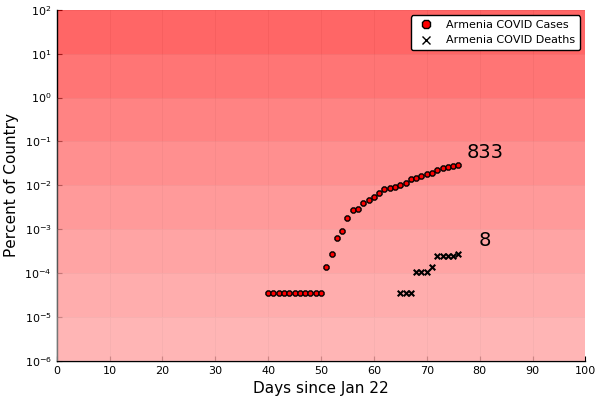 10²
10¹
10⁰
10⁻¹
10⁻²
10⁻³
10⁻⁴
10⁻⁵
10⁻⁶
Percent of Country
Armenia COVID Cases
Armenia COVID Deaths
833
8
0 10 20 30 40 50 60 70 80 90 100
Days since Jan 22